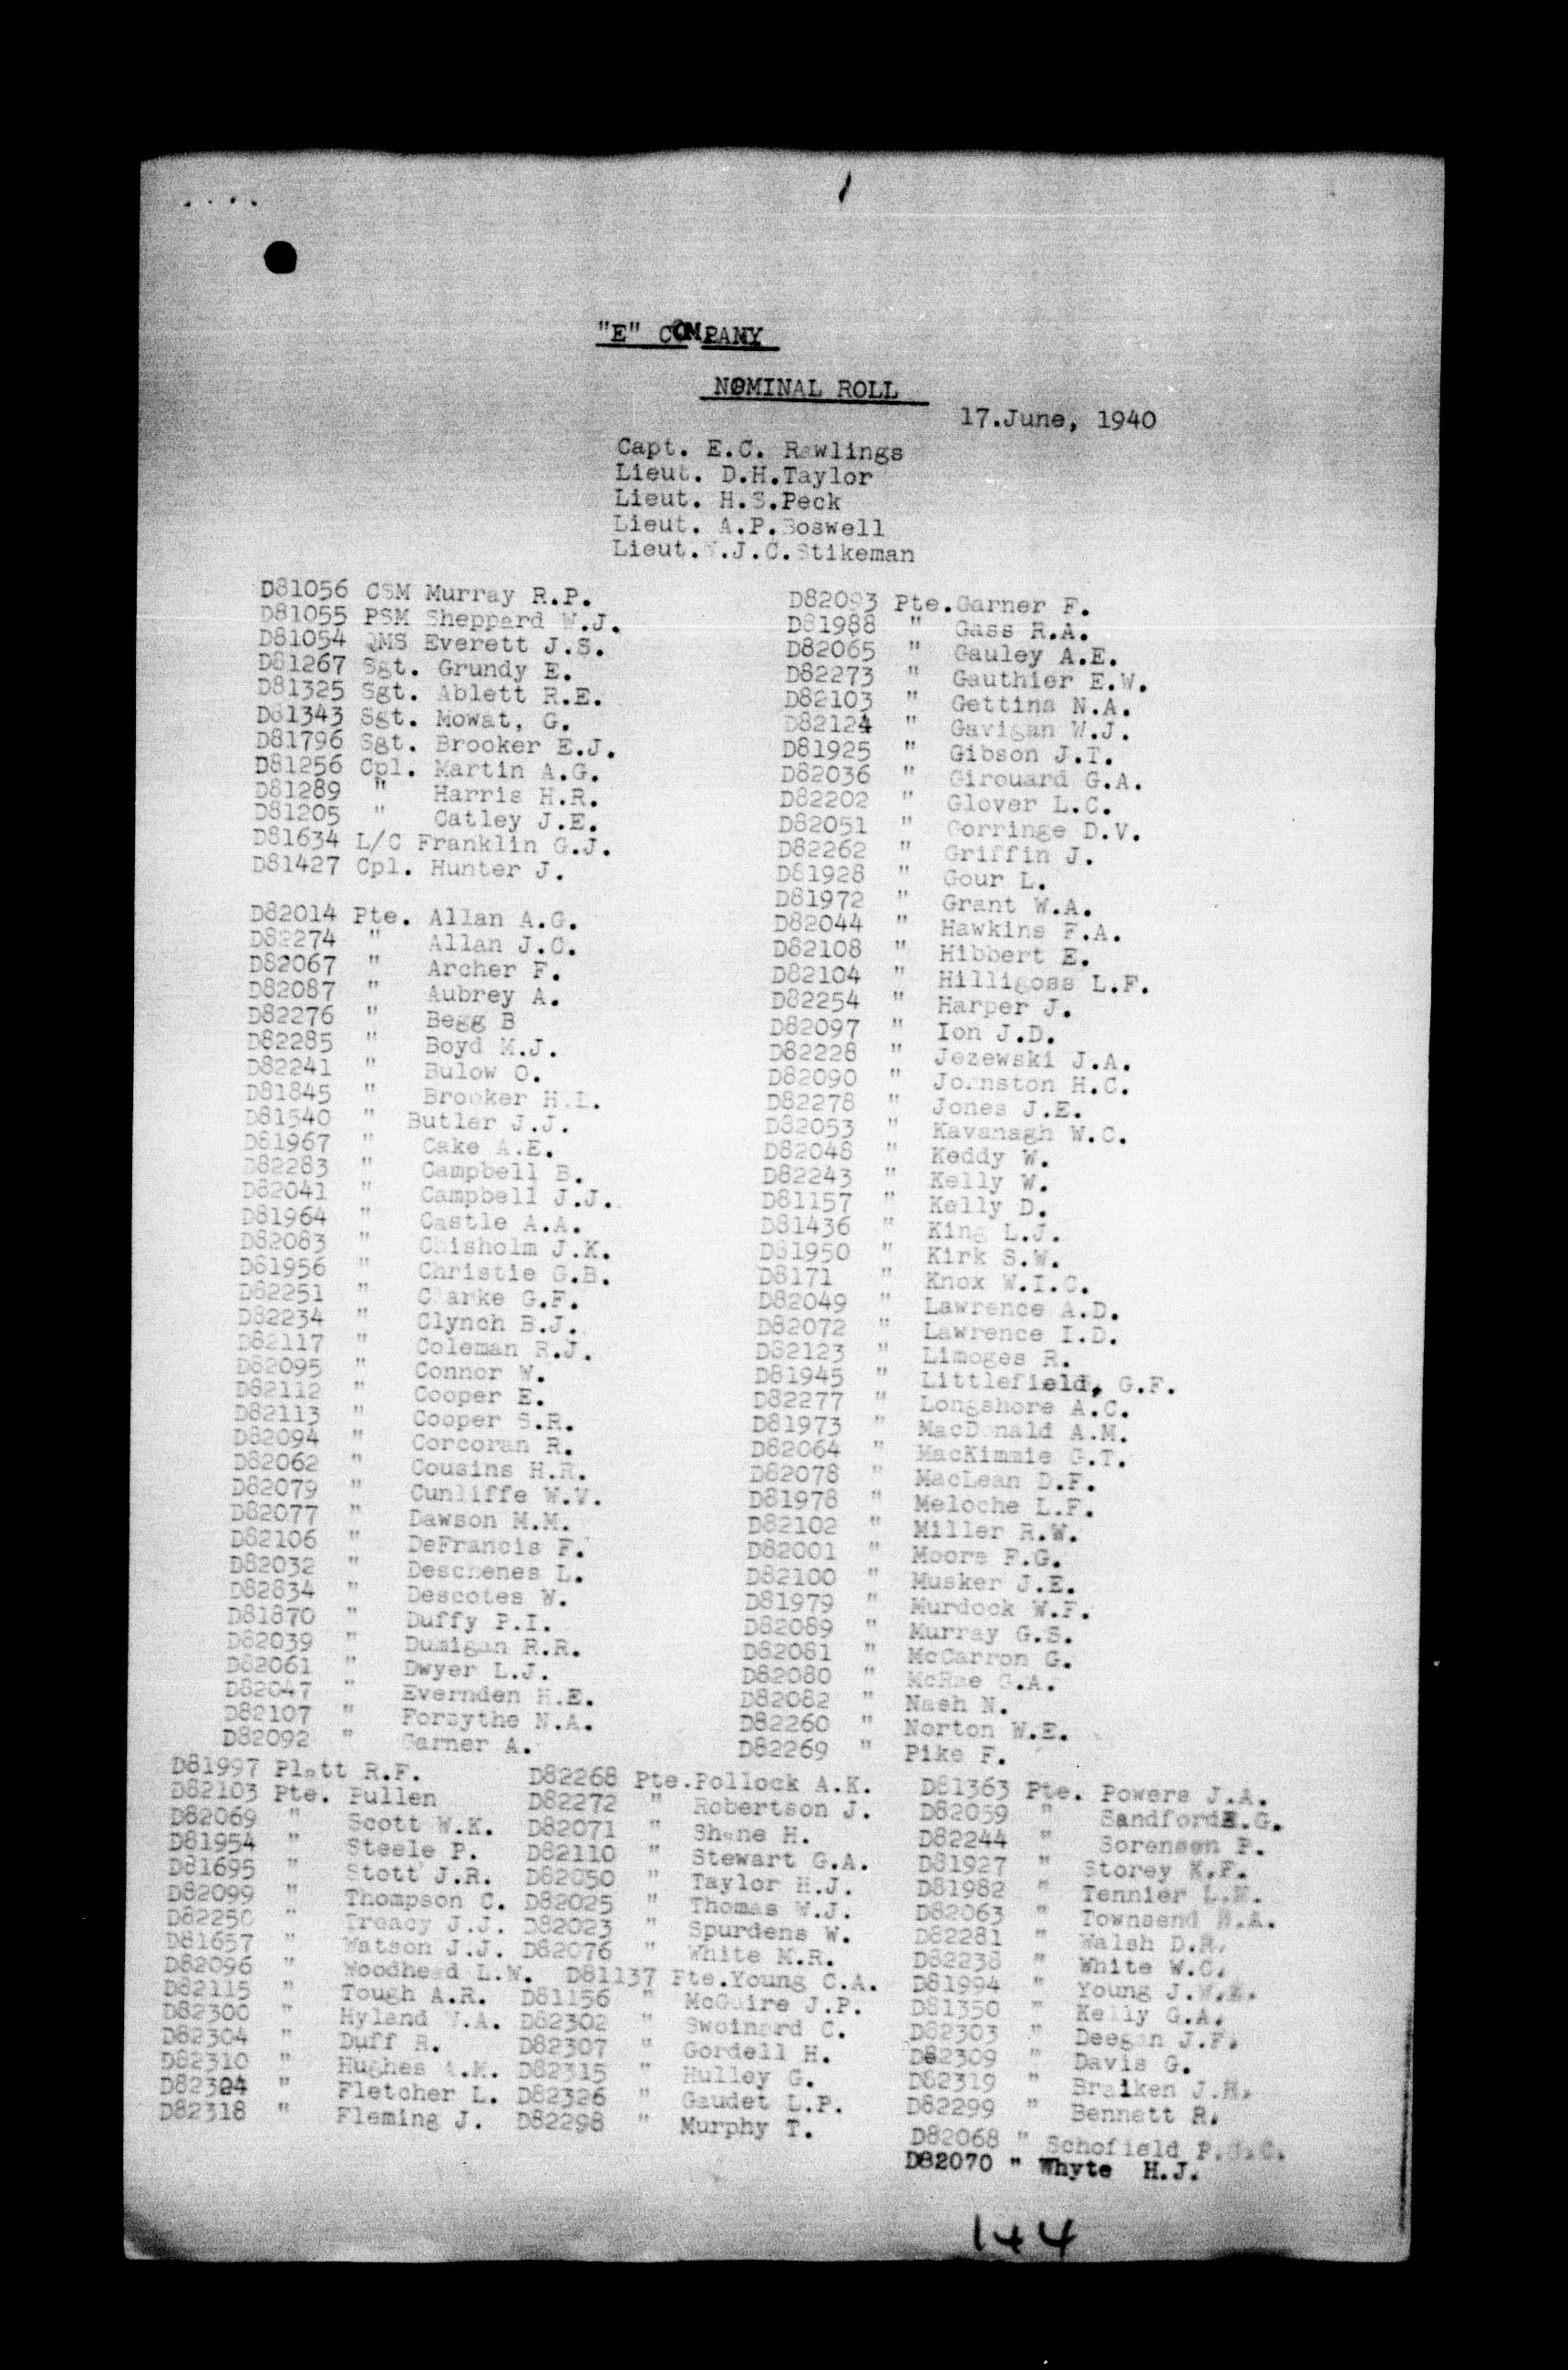 "E" COMPANY
NOMINAL ROLL
17.June, 1940
Capt. E.C. Rawlings
Lieut. D.H.Taylor
Lieut. H.S.Peck
Lieut. A.P.Boswell
Lieut. J.C.Stikeman
D81056 CSM Murray R.P.
D81055 PSM Sheppard W.J.
D81054 QMS Everett J.S.
D81267 Sgt. Grundy E.
D81325 Sgt. Ablett R.E.
D81343 Sgt. Mowat, G.
D81796 Sgt. Brooker E.J.
D81256 Cpl. Martin A.G.
D81289 " Harris H.R.
D81205 " Catley J.E.
D81634 L/C Franklin G.J.
D81427 Cpl. Hunter J.
D82014 Pte. Allan A.G.
D82274 " Allan J.C.
D82067 " Archer F.
D82087 " Aubrey A.
D82276 " Begg B
D82285 " Boyd M.J.
D82241 " Bulow O.
D81845 " Brooker H.L.
D81540 " Butler J.J.
D81967 " Cake A.E.
D82283 " Campbell B.
D82041 " Campbell J.J.
D81964 " Castle A.A.
D82083 " Chisholm J.K.
D81956 " Christie G.B.
D82251 " Clarke G.F.
D82234 " Clynch B.J.
D82117 " Coleman R.J.
D82095 " Connor W.
D82112 " Cooper E.
D82113 " Cooper S.R.
D82094 " Corcoran R.
D82062 " Cousins H.R.
D82079 " Cunliffe W.V.
D82077 " Dawson M.M.
D82106 " DeFrancis F.
D82032 " Deschenes L.
D82834 " Descotes W.
D81870 " Duffy P.I.
D82039 " Dumigan R.R.
D82061 " Dwyer L.J.
D82047 " Evernden H.E.
D82107 " Forsythe N.A.
D82092 " Garner A.
D82093 Pte.Garner F.
D81988 " Gass R.A.
D82065 " Gauley A.E.
D82273 " Gauthier E.W.
D82103 " Gettins N.A.
D82124 " Gavigan W.J.
D81925 " Gibson J.T.
D82036 " Girouard G.A.
D82202 " Glover L.C.
D82051 " Gorringe D.V.
D82262 " Griffin J.
D81928 " Gour L.
D81972 " Grant W.A.
D82044 " Hawkins F.A.
D82108 " Hibbert E.
D82104 " Hilligoss L.F.
D82254 " Harper J.
D82097 " Ion J.D.
D82228 " Jezewski J.A.
D82090 " Johnston H.C.
D82278 " Jones J.E.
D82053 " Kavanagh W.C.
D82048 " Keddy W.
D82243 " Kelly W.
D81157 " Kelly D.
D81436 " King L.J.
D81950 " Kirk S.W.
D8171 " Knox W.I.C.
D82049 " Lawrence A.D.
D82072 " Lawrence I.D.
D82123 " Limoges R.
D81945 " Littlefield, G.F.
D82277 " Longshore A.C.
D81973 " MacDonald A.M.
D82064 " MacKimmie G.T.
D82078 " MacLean D.F.
D81978 " Meloche L.F.
D82102 " Miller R.W.
D82001 " Moore F.G.
D82100 " Musker J.E.
D81979 " Murdock W.F.
D82089 " Murray G.S.
D82081 " McCarron G.
D82080 " McRae G.A.
D82082 " Nash N.
D82260 " Norton W.E.
D82269 " Pike F.
D81997 Platt R.F. D82268 Pte.Pollock A.K. D81363 Pte. Powers J.A.
D82103 Pte. Pullen D82272 " Robertson J. D82059 " Sandford .G.
D82069 " Scott W.K. D82071 " Shane H. D82244 " Sorensen P.
D81954 " Steele P. D82110 " Stewart G.A. D81927 " Storey K.F.
D81695 " Stott J.R. D82050 " Taylor H.J. D81982 " Tennier
D82099 " Thompson C. D82025 " Thomas W.J. D82063 " Townsend
D82250 " Treacy J.J. D82023 " Spurdens W. D82281 " Walsh D.R.
D81657 " Watson J.J. D82076 " White M.R. D82238 " White W.C.
D82096 " Woodhead L.W. D81137 Pte.Young C.A. D81994 " Young J.W.E.
D82115 " Tough A.R. D81156 " McGuire J.P. D81350 " Kelly G.A.
D82300 " Hyland W.A. D82302 " Swoinard C. D82303 " Deegan J.F.
D82304 " Duff R. D82307 " Gordell H. D82309 " Davis G.
D82310 " Hughes A.M. D82315 " Hulley G. D82319 " Braiken J.H.
D82324 " Fletcher L. D82326 " Gaudet L.P. D82299 " Bennett R.
D82318 " Fleming J. D82298 " Murphy T.
D82068 " Schofield
D82070 " Whyte H.J.
144